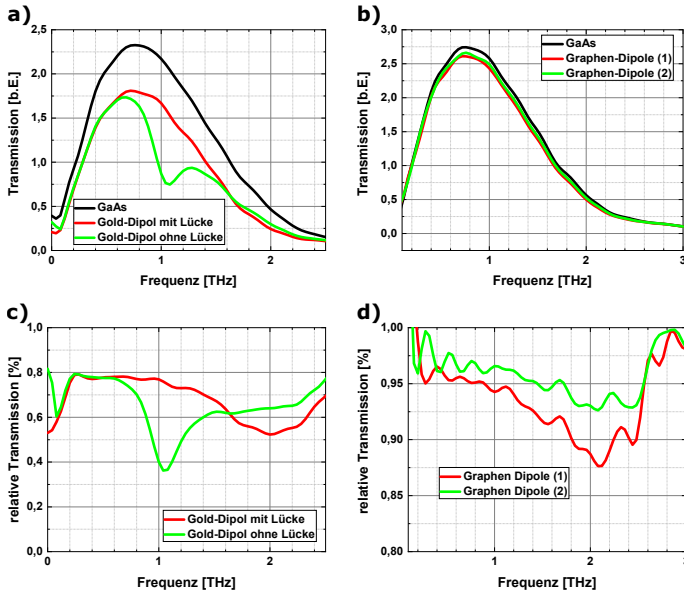 a)
Transmission [b.E.]
2,5
2,0
1,5
1,0
0,5
0,0
GaAs
Gold-Dipol mit Lücke
Gold-Dipol ohne Lücke
0
1
2
Frequenz [THz]
b)
Transmission [b.E.]
3,0
2,5
2,0
1,5
1,0
0,5
0,0
GaAs
Graphen-Dipole (1)
Graphen-Dipole (2)
1
2
3
Frequenz [THz]
c)
relative Transmission [%]
1,0
0,8
0,6
0,4
0,2
0,0
Gold-Dipol mit Lücke
Gold-Dipol ohne Lücke
0
1
2
Frequenz [THz]
d)
relative Transmission [%]
1,00
0,95
0,90
0,85
0,80
Graphen Dipole (1)
Graphen Dipole (2)
1
2
3
Frequenz [THz]